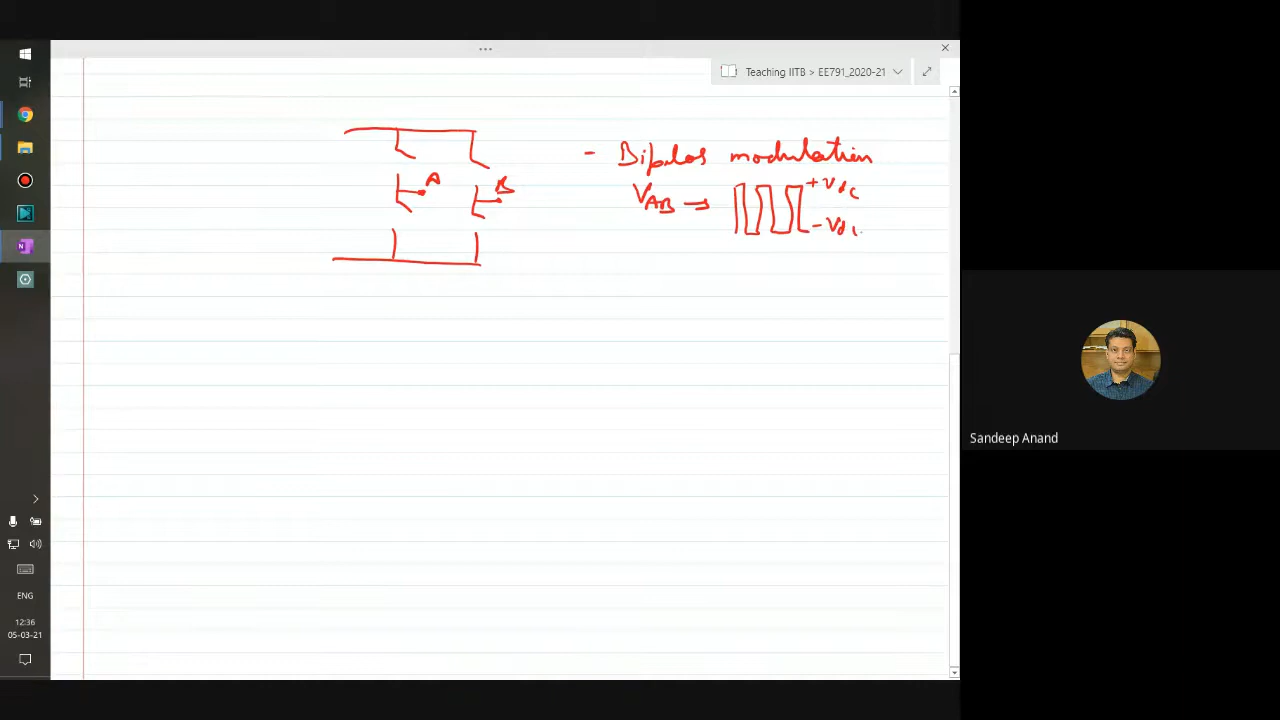 Teaching IITB > EE791_2020-21
- Bipolar modulation
A
B
VAB → +Vdc
-Vdc
Sandeep Anand
ENG
12:36
05-03-21